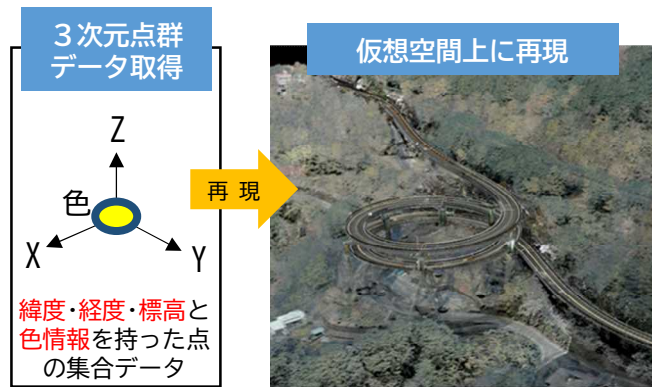 ３次元点群
データ取得
Z
色
X
Y
緯度・経度・標高と
色情報を持った点
の集合データ
再 現
仮想空間上に再現